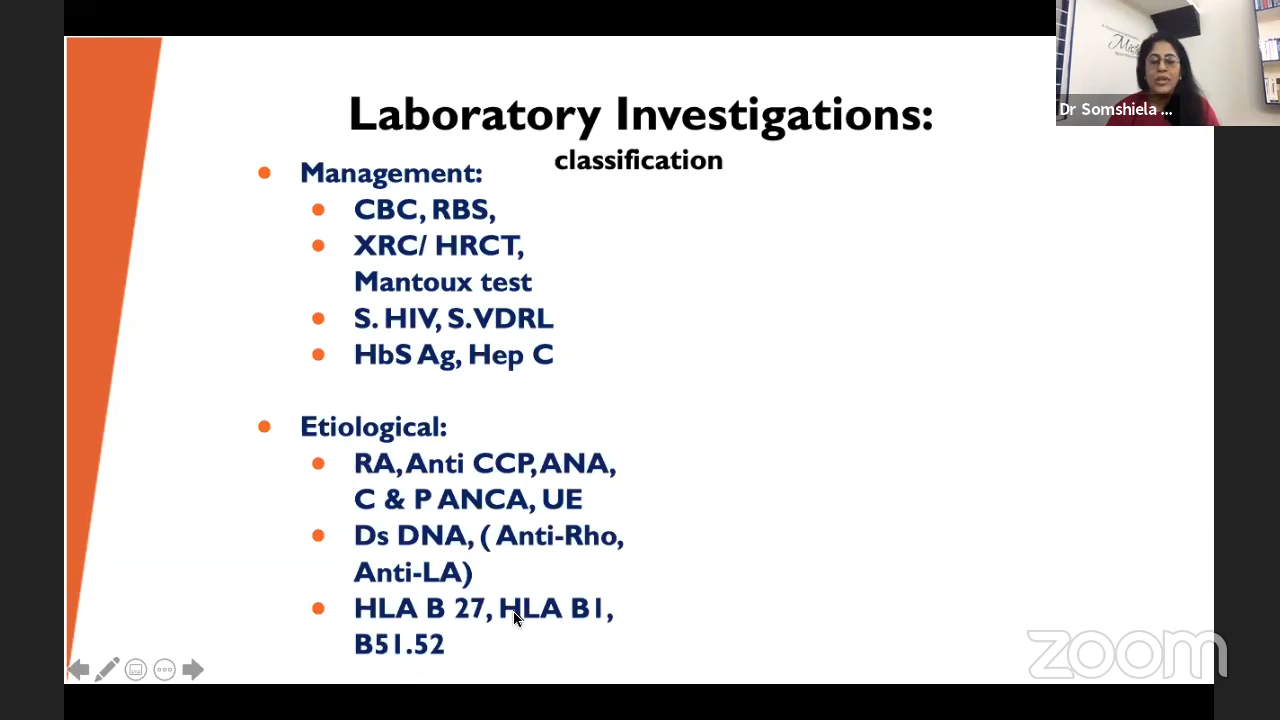 Laboratory Investigations:
classification
Management:
CBC, RBS,
XRC/ HRCT,
Mantoux test
S. HIV, S. VDRL
HbS Ag, Hep C
Etiological:
RA, Anti CCP, ANA,
C & P ANCA, UE
Ds DNA, ( Anti-Rho,
Anti-LA)
HLA B 27, HLA B1,
B51.52
Dr Somshiela ...
zoom